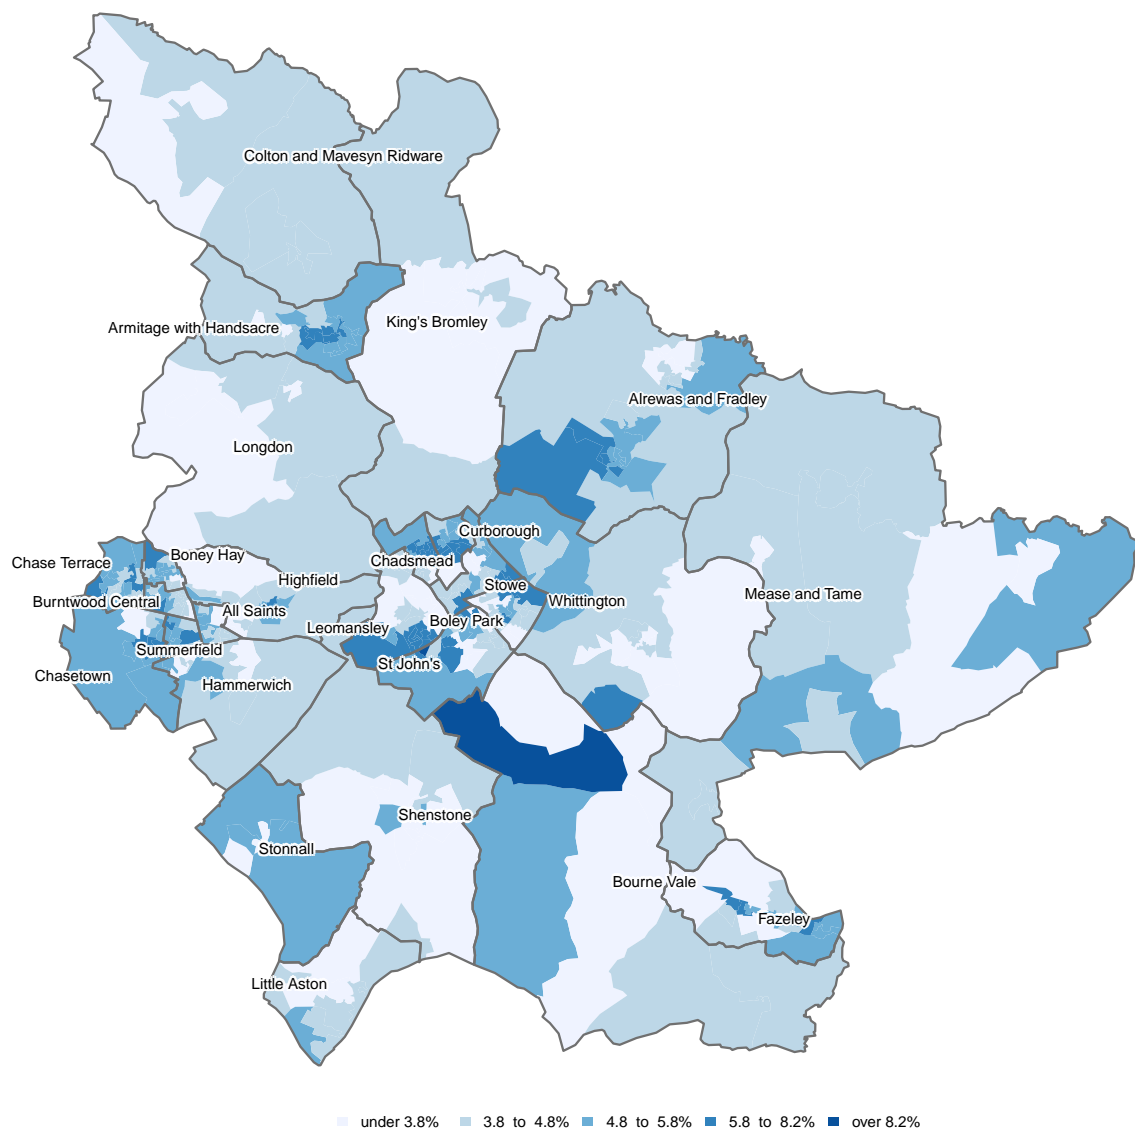 Colton and Mavesyn Ridware
Armitage with Handsacre
King's Bromley
Alrewas and Fradley
Longdon
Curborough
Boney Hay
Chadsmead
Chase Terrace
Highfield
Stowe
Mease and Tame
Burntwood Central
Whittington
All Saints
Boley Park
Leomansley
Summerfield
St John's
Chasetown
Hammerwich
Shenstone
Stonnall
Bourne Vale
Fazeley
Little Aston
under 3.8% 3.8 to 4.8% 4.8 to 5.8% 5.8 to 8.2% over 8.2%